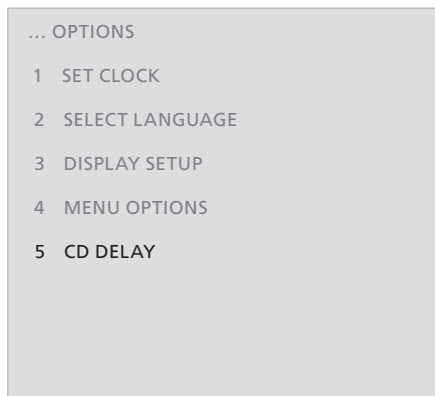 ... OPTIONS
1 SET CLOCK
2 SELECT LANGUAGE
3 DISPLAY SETUP
4 MENU OPTIONS
5 CD DELAY